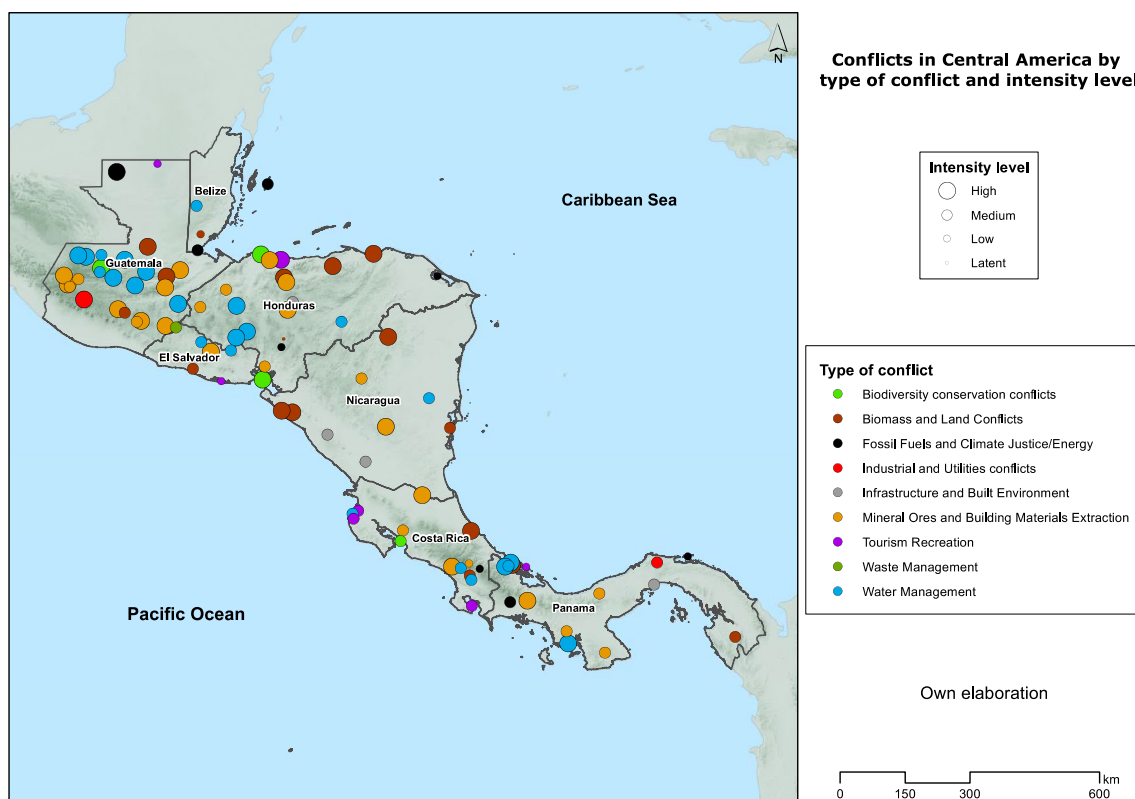 N
Conflicts in Central America by
type of conflict and intensity level
Intensity level
High
Medium
Low
Latent
Belize
Caribbean Sea
Guatemala
Honduras
El Salvador
Nicaragua
Costa Rica
Panama
Pacific Ocean
Type of conflict
Biodiversity conservation conflicts
Biomass and Land Conflicts
Fossil Fuels and Climate Justice/Energy
Industrial and Utilities conflicts
Infrastructure and Built Environment
Mineral Ores and Building Materials Extraction
Tourism Recreation
Waste Management
Water Management
Own elaboration
km
0 150 300 600